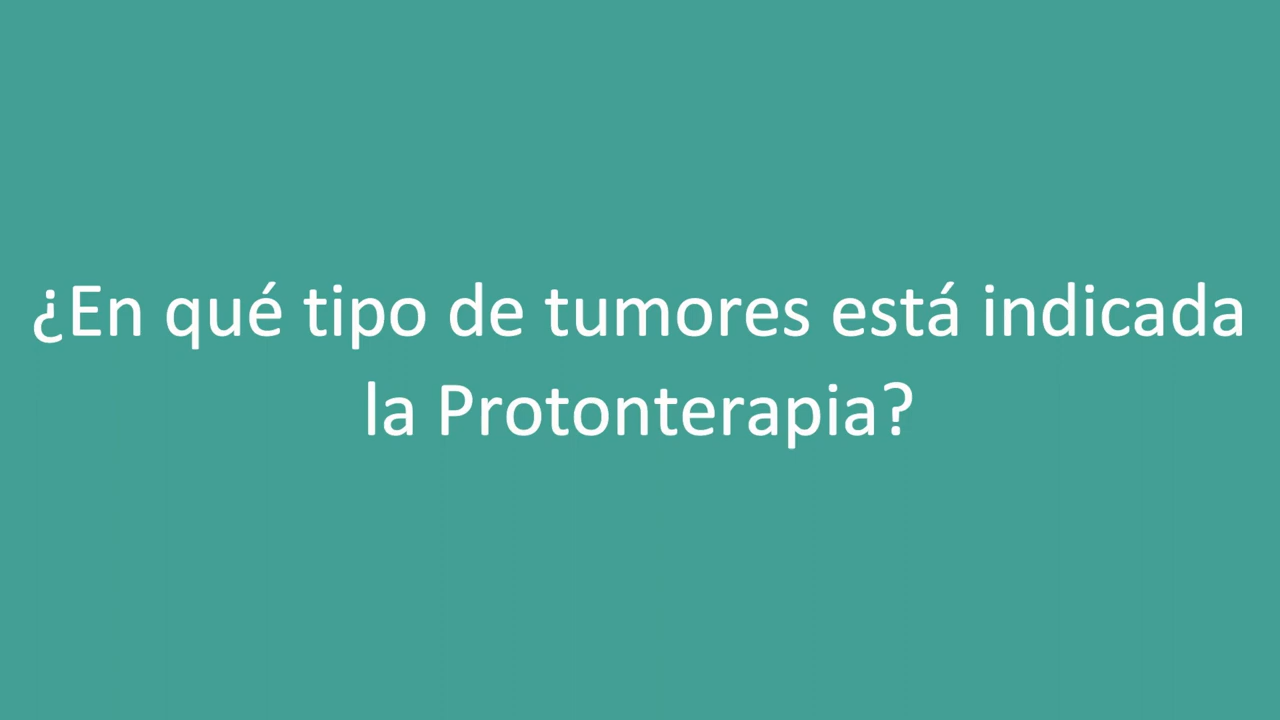 ¿En qué tipo de tumores está indicada
la Protonterapia?